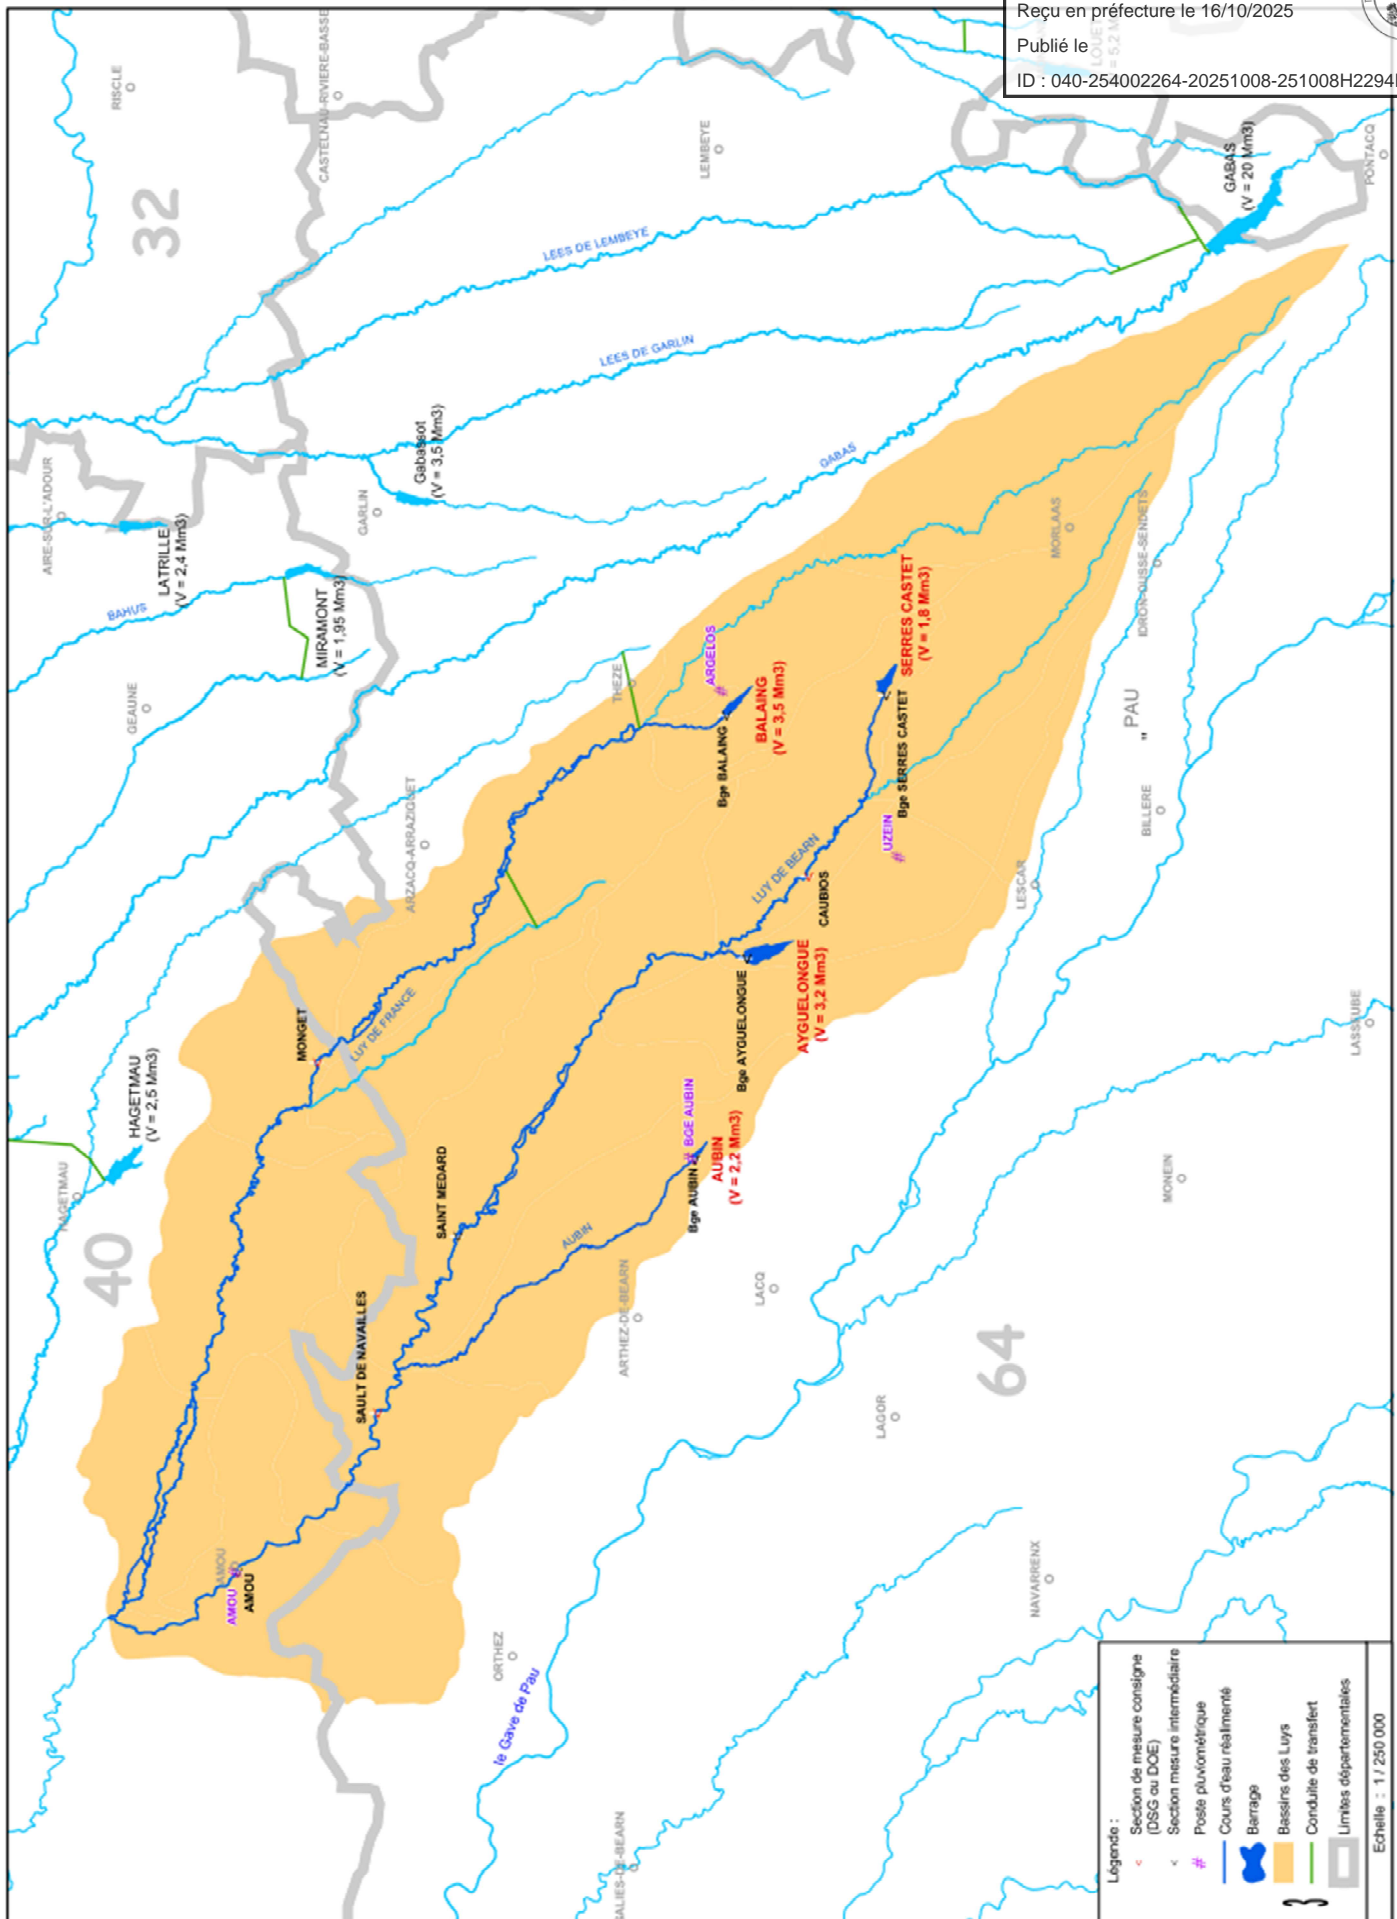 Reçu en préfecture le 16/10/2025
Publié le
ID : 040-254002264-20251008-251008H2294
LOUET
= 5,2 M
RISCLE
CASTELNAU-RIVIERE-BASSE
32
LEMBEYE
GABAS
(V = 20 Mm3)
PONTACQ
LEES DE LEMBEYE
LEES DE GARLIN
AIRE-SUR-L'ADOUR
LATRILLE
(V = 2,4 Mm3)
Gabassot
(V = 3,5 Mm3)
GARLIN
GABAS
BAHUS
MIRAMONT
(V = 1,95 Mm3)
GEAUNE
MORLAAS
IDRON-OUSSE-SENDETS
THEZE
ARGELOS
#
BALAING
(V = 3,5 Mm3)
Bge BALAING
SERRES CASTET
(V = 1,8 Mm3)
Bge SERRES CASTET
PAU
"
ARZACQ-ARRAZIGUET
UZEIN
#
BILLERE
LUY DE BEARN
CAUBIOS
LESCAR
MONGET
LUY DE FRANCE
Bge AYGUELONGUE
AYGUELONGUE
(V = 3,2 Mm3)
LASSEUBE
HAGETMAU
(V = 2,5 Mm3)
HAGETMAU
40
SAINT MEDARD
BGE AUBIN
Bge AUBIN
AUBIN
(V = 2,2 Mm3)
MONEIN
AUBIN
ARTHEZ-DE-BEARN
LACQ
SAULT DE NAVAILLES
64
LAGOR
AMOU
AMOU
AMOU
ORTHEZ
NAVARRENX
le Gave de Pau
SALIES-DE-BEARN
Légende :
Section de mesure consigne
(DSG ou DOE)
Section mesure intermédiaire
# Poste pluviométrique
Cours d'eau réalimenté
Barrage
Bassins des Luys
Conduite de transfert
Limites départementales
Echelle : 1 / 250 000